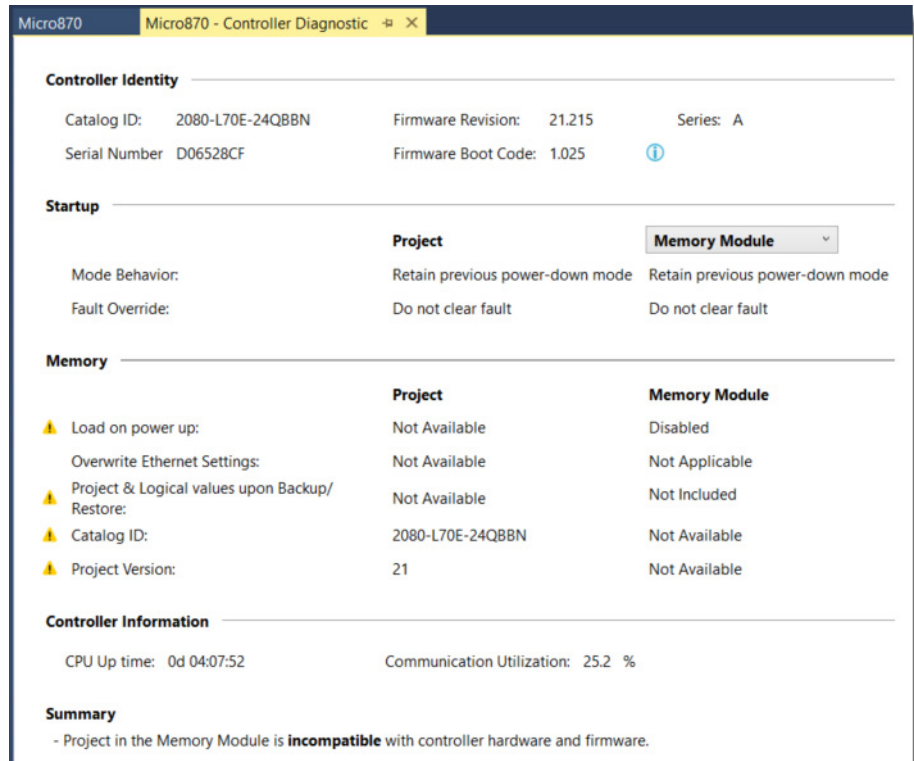 Micro870 Micro870 - Controller Diagnostic
Controller Identity
Catalog ID: 2080-L70E-24QBBN Firmware Revision: 21.215 Series: A
Serial Number D06528CF Firmware Boot Code: 1.025
Startup
Project Memory Module
Mode Behavior: Retain previous power-down mode Retain previous power-down mode
Fault Override: Do not clear fault Do not clear fault
Memory
Project Memory Module
Load on power up: Not Available Disabled
Overwrite Ethernet Settings: Not Available Not Applicable
Project & Logical values upon Backup/
Restore: Not Available Not Included
Catalog ID: 2080-L70E-24QBBN Not Available
Project Version: 21 Not Available
Controller Information
CPU Up time: 0d 04:07:52 Communication Utilization: 25.2 %
Summary
- Project in the Memory Module is incompatible with controller hardware and firmware.